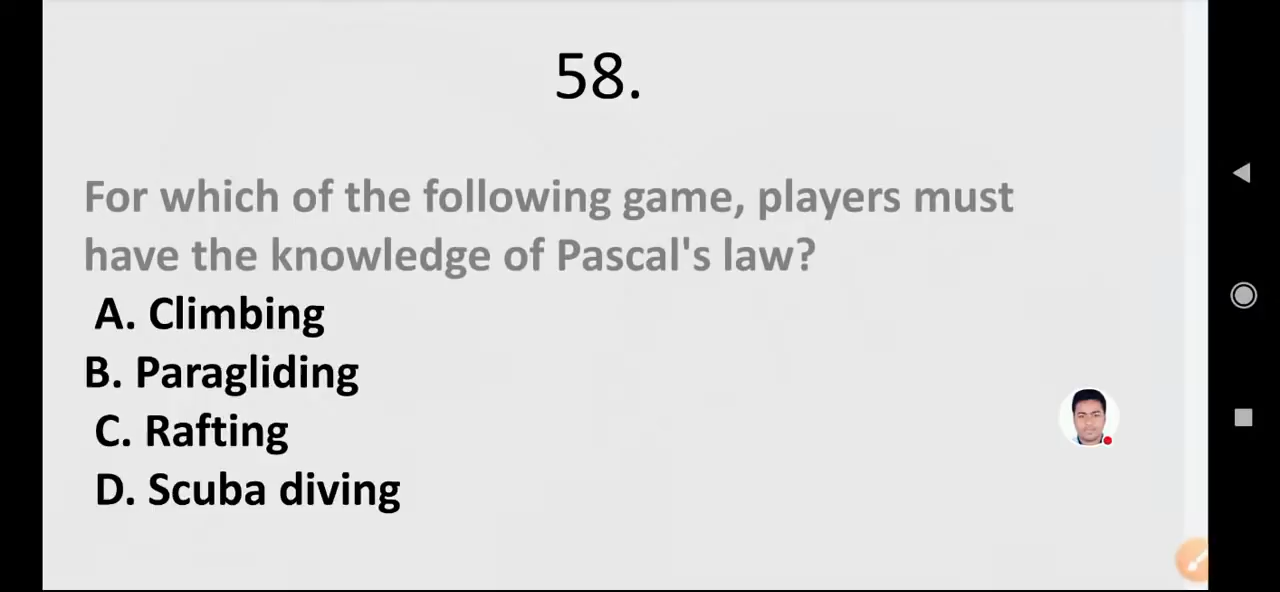 58.
For which of the following game, players must
have the knowledge of Pascal's law?
A. Climbing
B. Paragliding
C. Rafting
D. Scuba diving